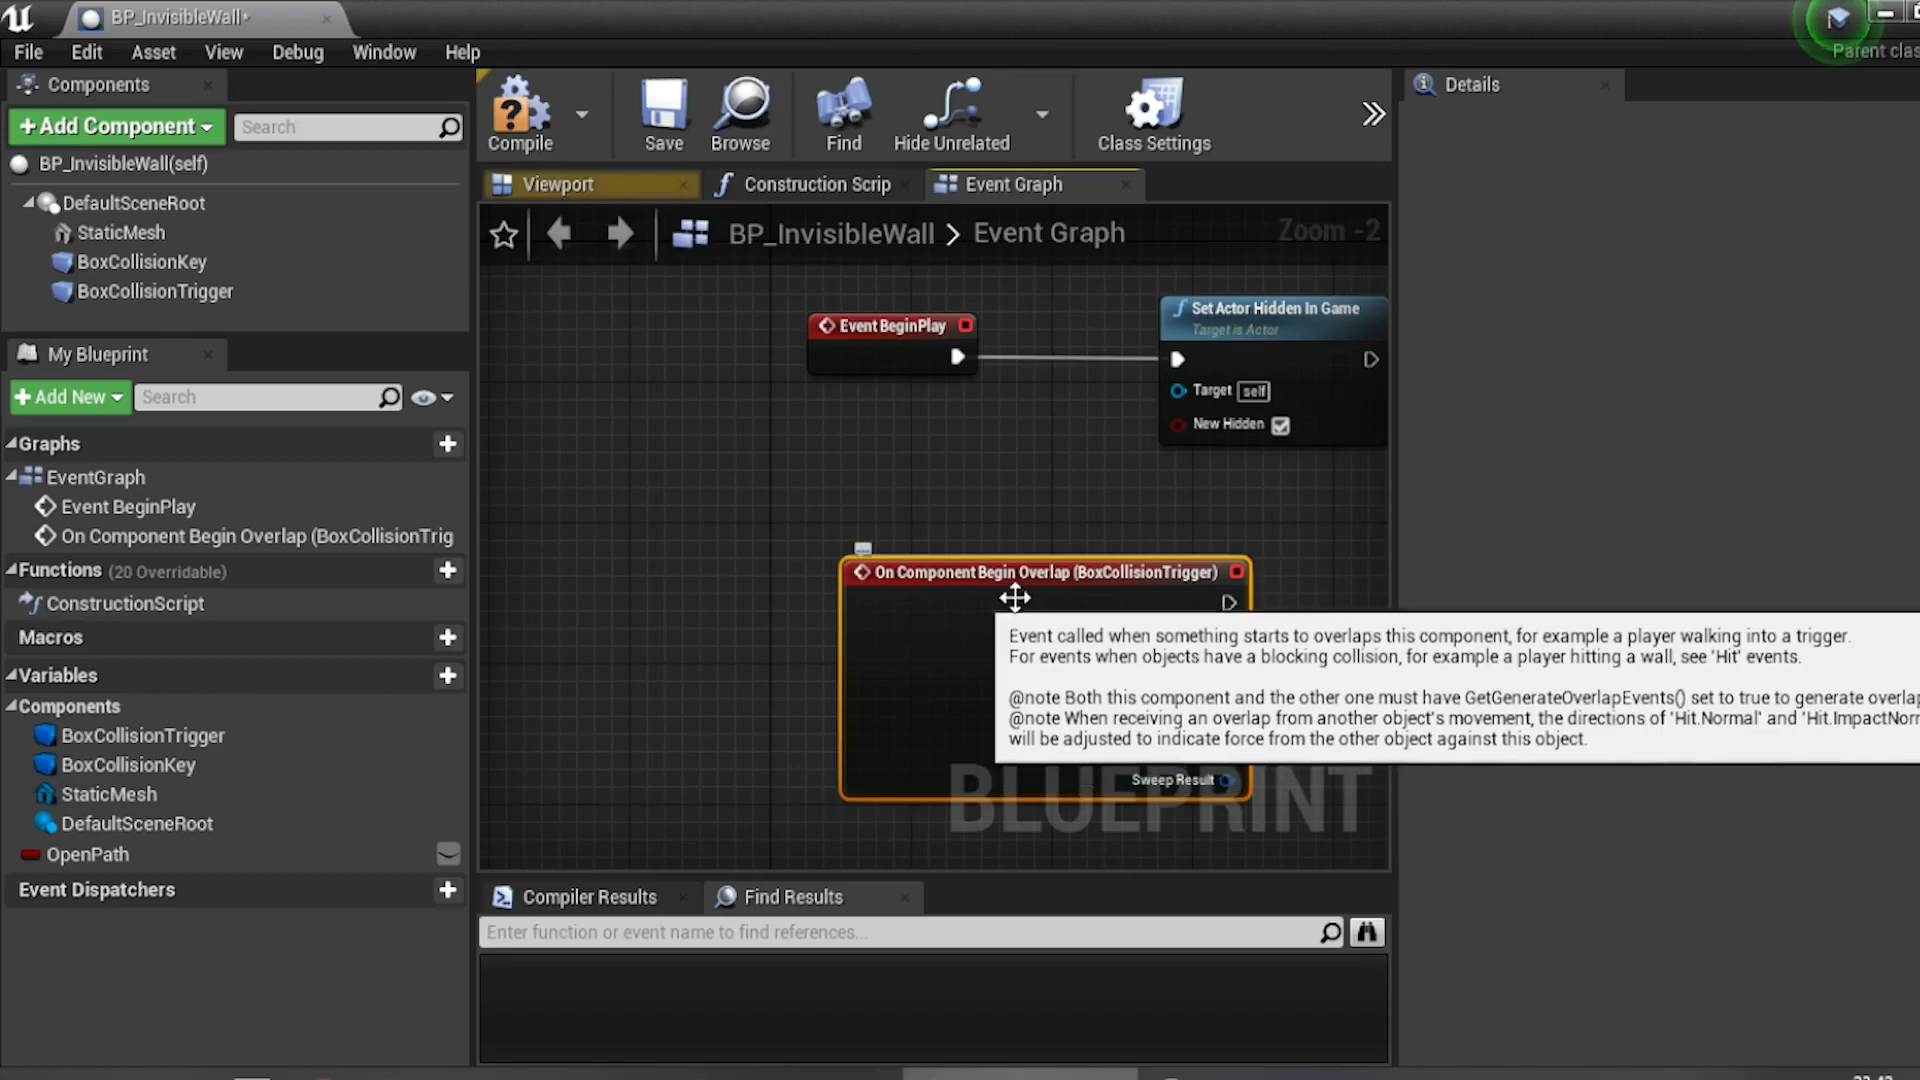 BP_InvisibleWall*
File Edit Asset View Debug Window Help
Parent clas
Components
+Add Component
Search
BP_InvisibleWall(self)
DefaultSceneRoot
StaticMesh
BoxCollisionKey
BoxCollisionTrigger
My Blueprint
+Add New
Search
Graphs
EventGraph
Event BeginPlay
On Component Begin Overlap (BoxCollisionTrig
Functions (20 Overridable)
ConstructionScript
Macros
Variables
Components
BoxCollisionTrigger
BoxCollisionKey
StaticMesh
DefaultSceneRoot
OpenPath
Event Dispatchers
Compile Save Browse Find Hide Unrelated Class Settings
Viewport Construction Scrip Event Graph
BP_InvisibleWall > Event Graph
Zoom -2
Event BeginPlay
Set Actor Hidden In Game
Target is Actor
Target self
New Hidden
On Component Begin Overlap (BoxCollisionTrigger)
Event called when something starts to overlaps this component, for example a player walking into a trigger.
For events when objects have a blocking collision, for example a player hitting a wall, see 'Hit' events.
@note Both this component and the other one must have GetGenerateOverlapEvents() set to true to generate overlap
@note When receiving an overlap from another object's movement, the directions of 'Hit.Normal' and 'Hit.ImpactNor
will be adjusted to indicate force from the other object against this object.
Sweep Result
BLUEPRINT
Compiler Results Find Results
Enter function or event name to find references...
Details